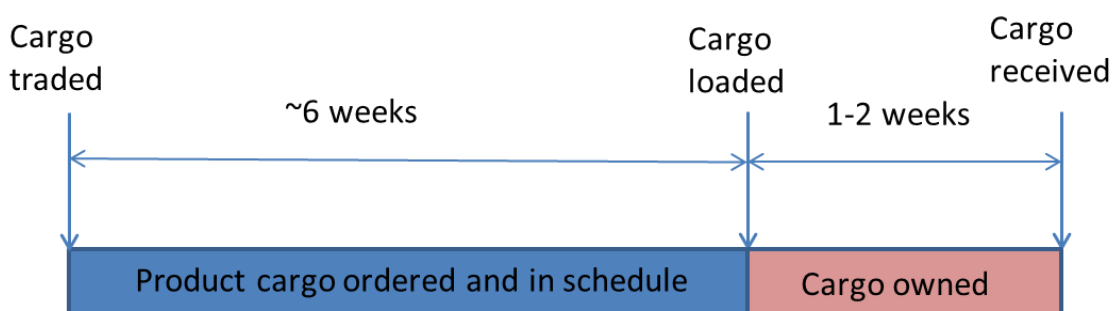 Cargo
traded
~6 weeks
Cargo
loaded
1-2 weeks
Cargo
received
Product cargo ordered and in schedule
Cargo owned